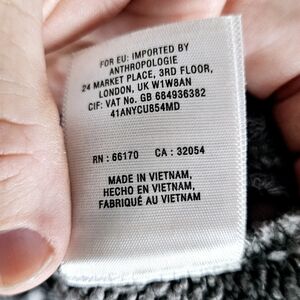 FOR EU: IMPORTED BY
ANTHROPOLOGIE
24 MARKET PLACE, 3RD FLOOR,
LONDON, UK W1W8AN
CIF: VAT No. GB 684936382
41ANYCU854MD
RN : 66170 CA : 32054
MADE IN VIETNAM,
HECHO EN VIETNAM,
FABRIQUÉ AU VIETNAM